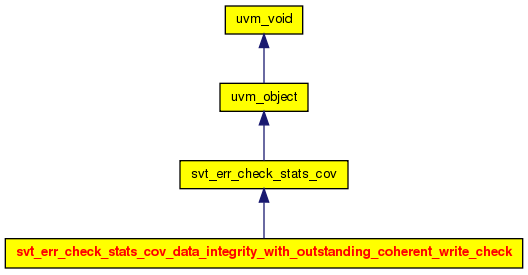 uvm_void
uvm_object
svt_err_check_stats_cov
svt_err_check_stats_cov_data_integrity_with_outstanding_coherent_write_check